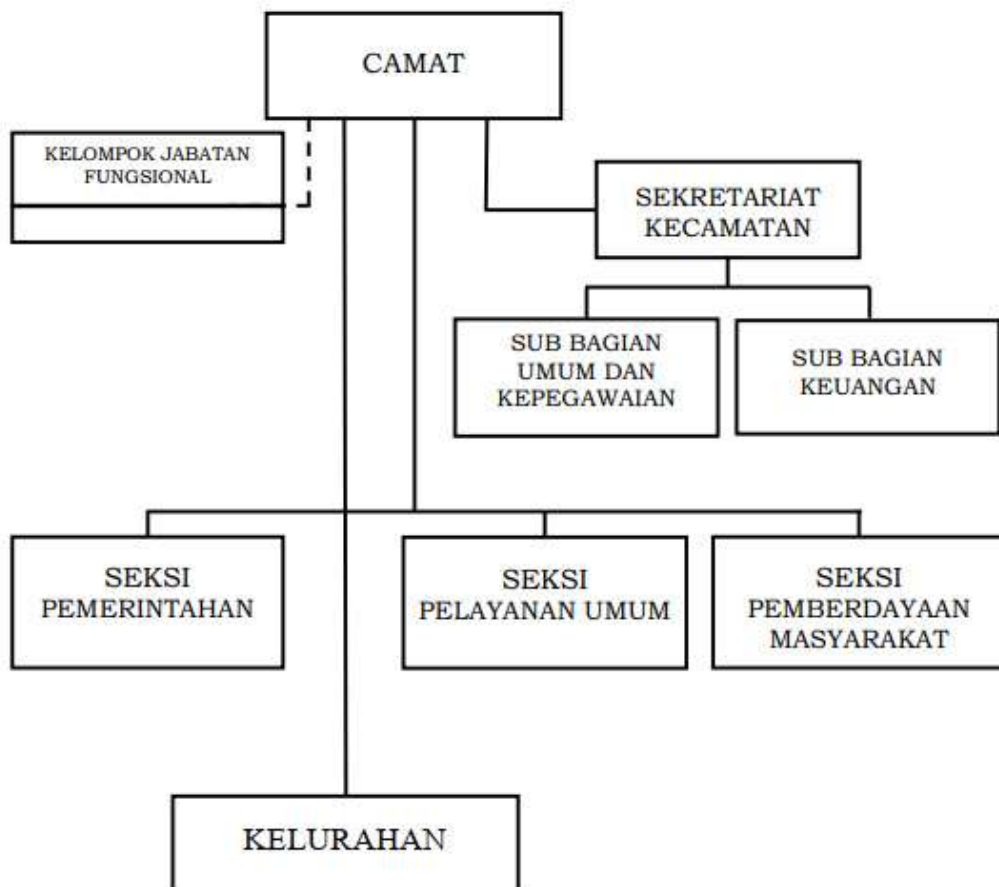 CAMAT
KELOMPOK JABATAN
FUNGSIONAL
SEKRETARIAT
KECAMATAN
SUB BAGIAN
UMUM DAN
KEPEGAWAIAN
SUB BAGIAN
KEUANGAN
SEKSI
PEMERINTAHAN
SEKSI
PELAYANAN UMUM
SEKSI
PEMBERDAYAAN
MASYARAKAT
KELURAHAN